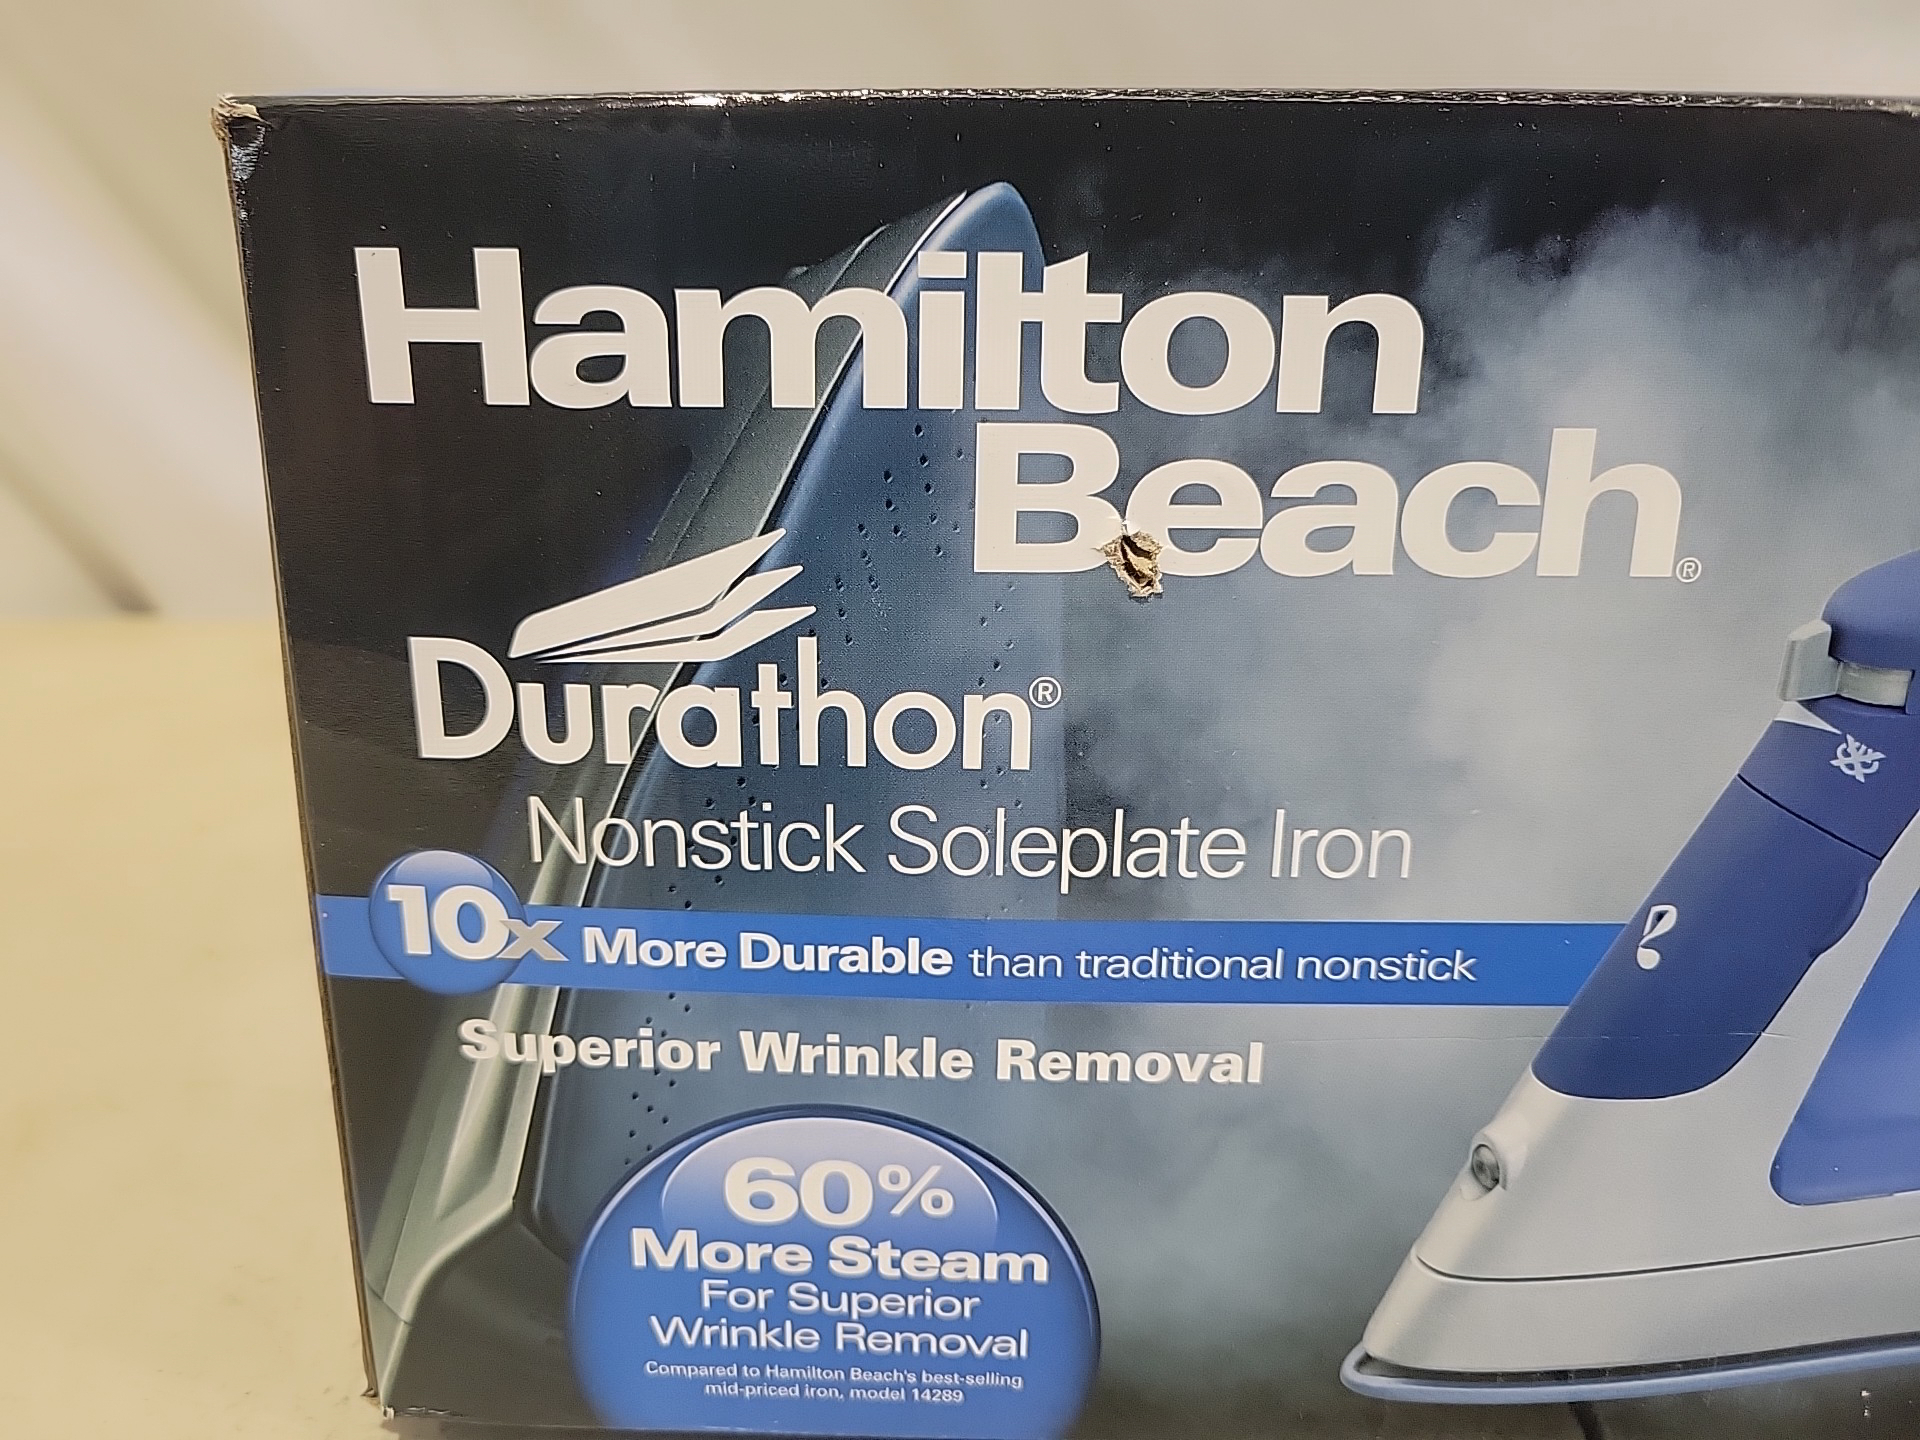 Hamilton
Beach®
Durathon®
Nonstick Soleplate Iron
10x More Durable than traditional nonstick
Superior Wrinkle Removal
60%
More Steam
For Superior
Wrinkle Removal
Compared to Hamilton Beach's best-selling
mid-priced iron, model 14289